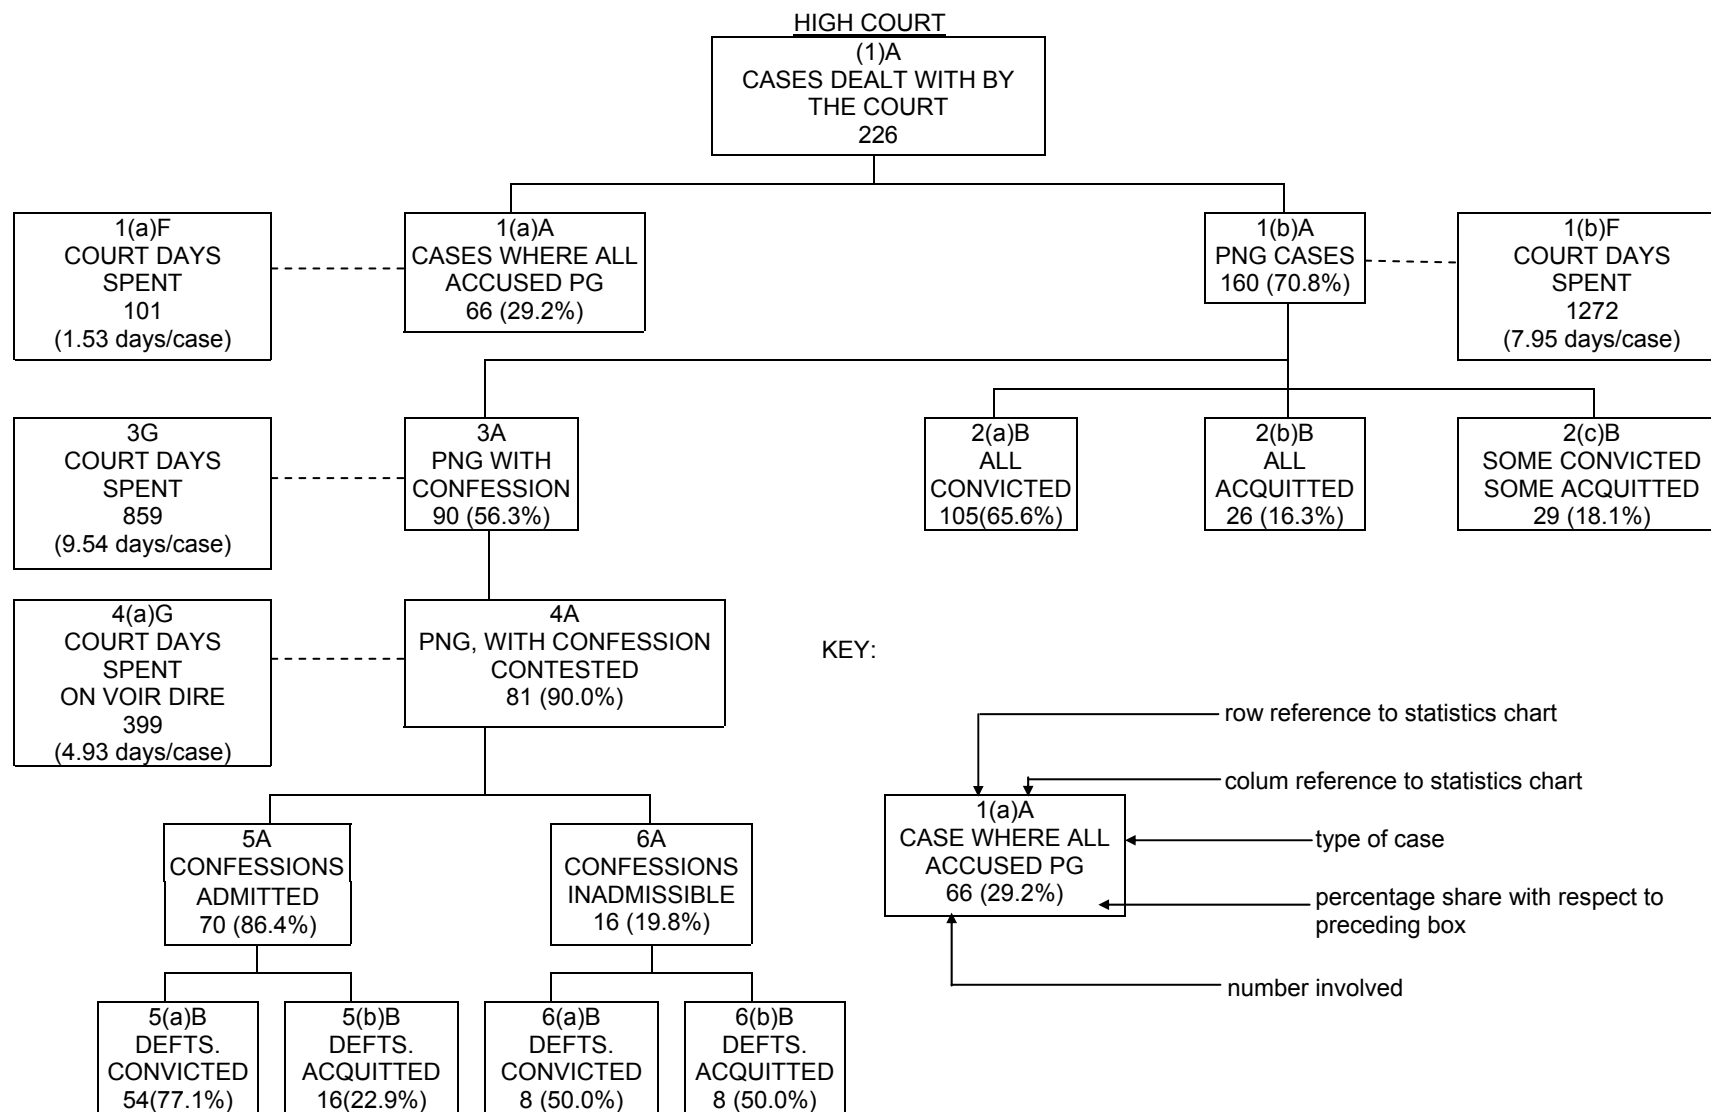 HIGH COURT
(1)A
CASES DEALT WITH BY
THE COURT
226
1(a)F
COURT DAYS
SPENT
101
(1.53 days/case)
1(a)A
CASES WHERE ALL
ACCUSED PG
66 (29.2%)
1(b)A
PNG CASES
160 (70.8%)
1(b)F
COURT DAYS
SPENT
1272
(7.95 days/case)
3G
COURT DAYS
SPENT
859
(9.54 days/case)
3A
PNG WITH
CONFESSION
90 (56.3%)
2(a)B
ALL
CONVICTED
105(65.6%)
2(b)B
ALL
ACQUITTED
26 (16.3%)
2(c)B
SOME CONVICTED
SOME ACQUITTED
29 (18.1%)
4(a)G
COURT DAYS
SPENT
ON VOIR DIRE
399
(4.93 days/case)
4A
PNG, WITH CONFESSION
CONTESTED
81 (90.0%)
KEY:
row reference to statistics chart
colum reference to statistics chart
1(a)A
CASE WHERE ALL
ACCUSED PG
66 (29.2%)
type of case
percentage share with respect to
preceding box
number involved
5A
CONFESSIONS
ADMITTED
70 (86.4%)
6A
CONFESSIONS
INADMISSIBLE
16 (19.8%)
5(a)B
DEFTS.
CONVICTED
54(77.1%)
5(b)B
DEFTS.
ACQUITTED
16(22.9%)
6(a)B
DEFTS.
CONVICTED
8 (50.0%)
6(b)B
DEFTS.
ACQUITTED
8 (50.0%)